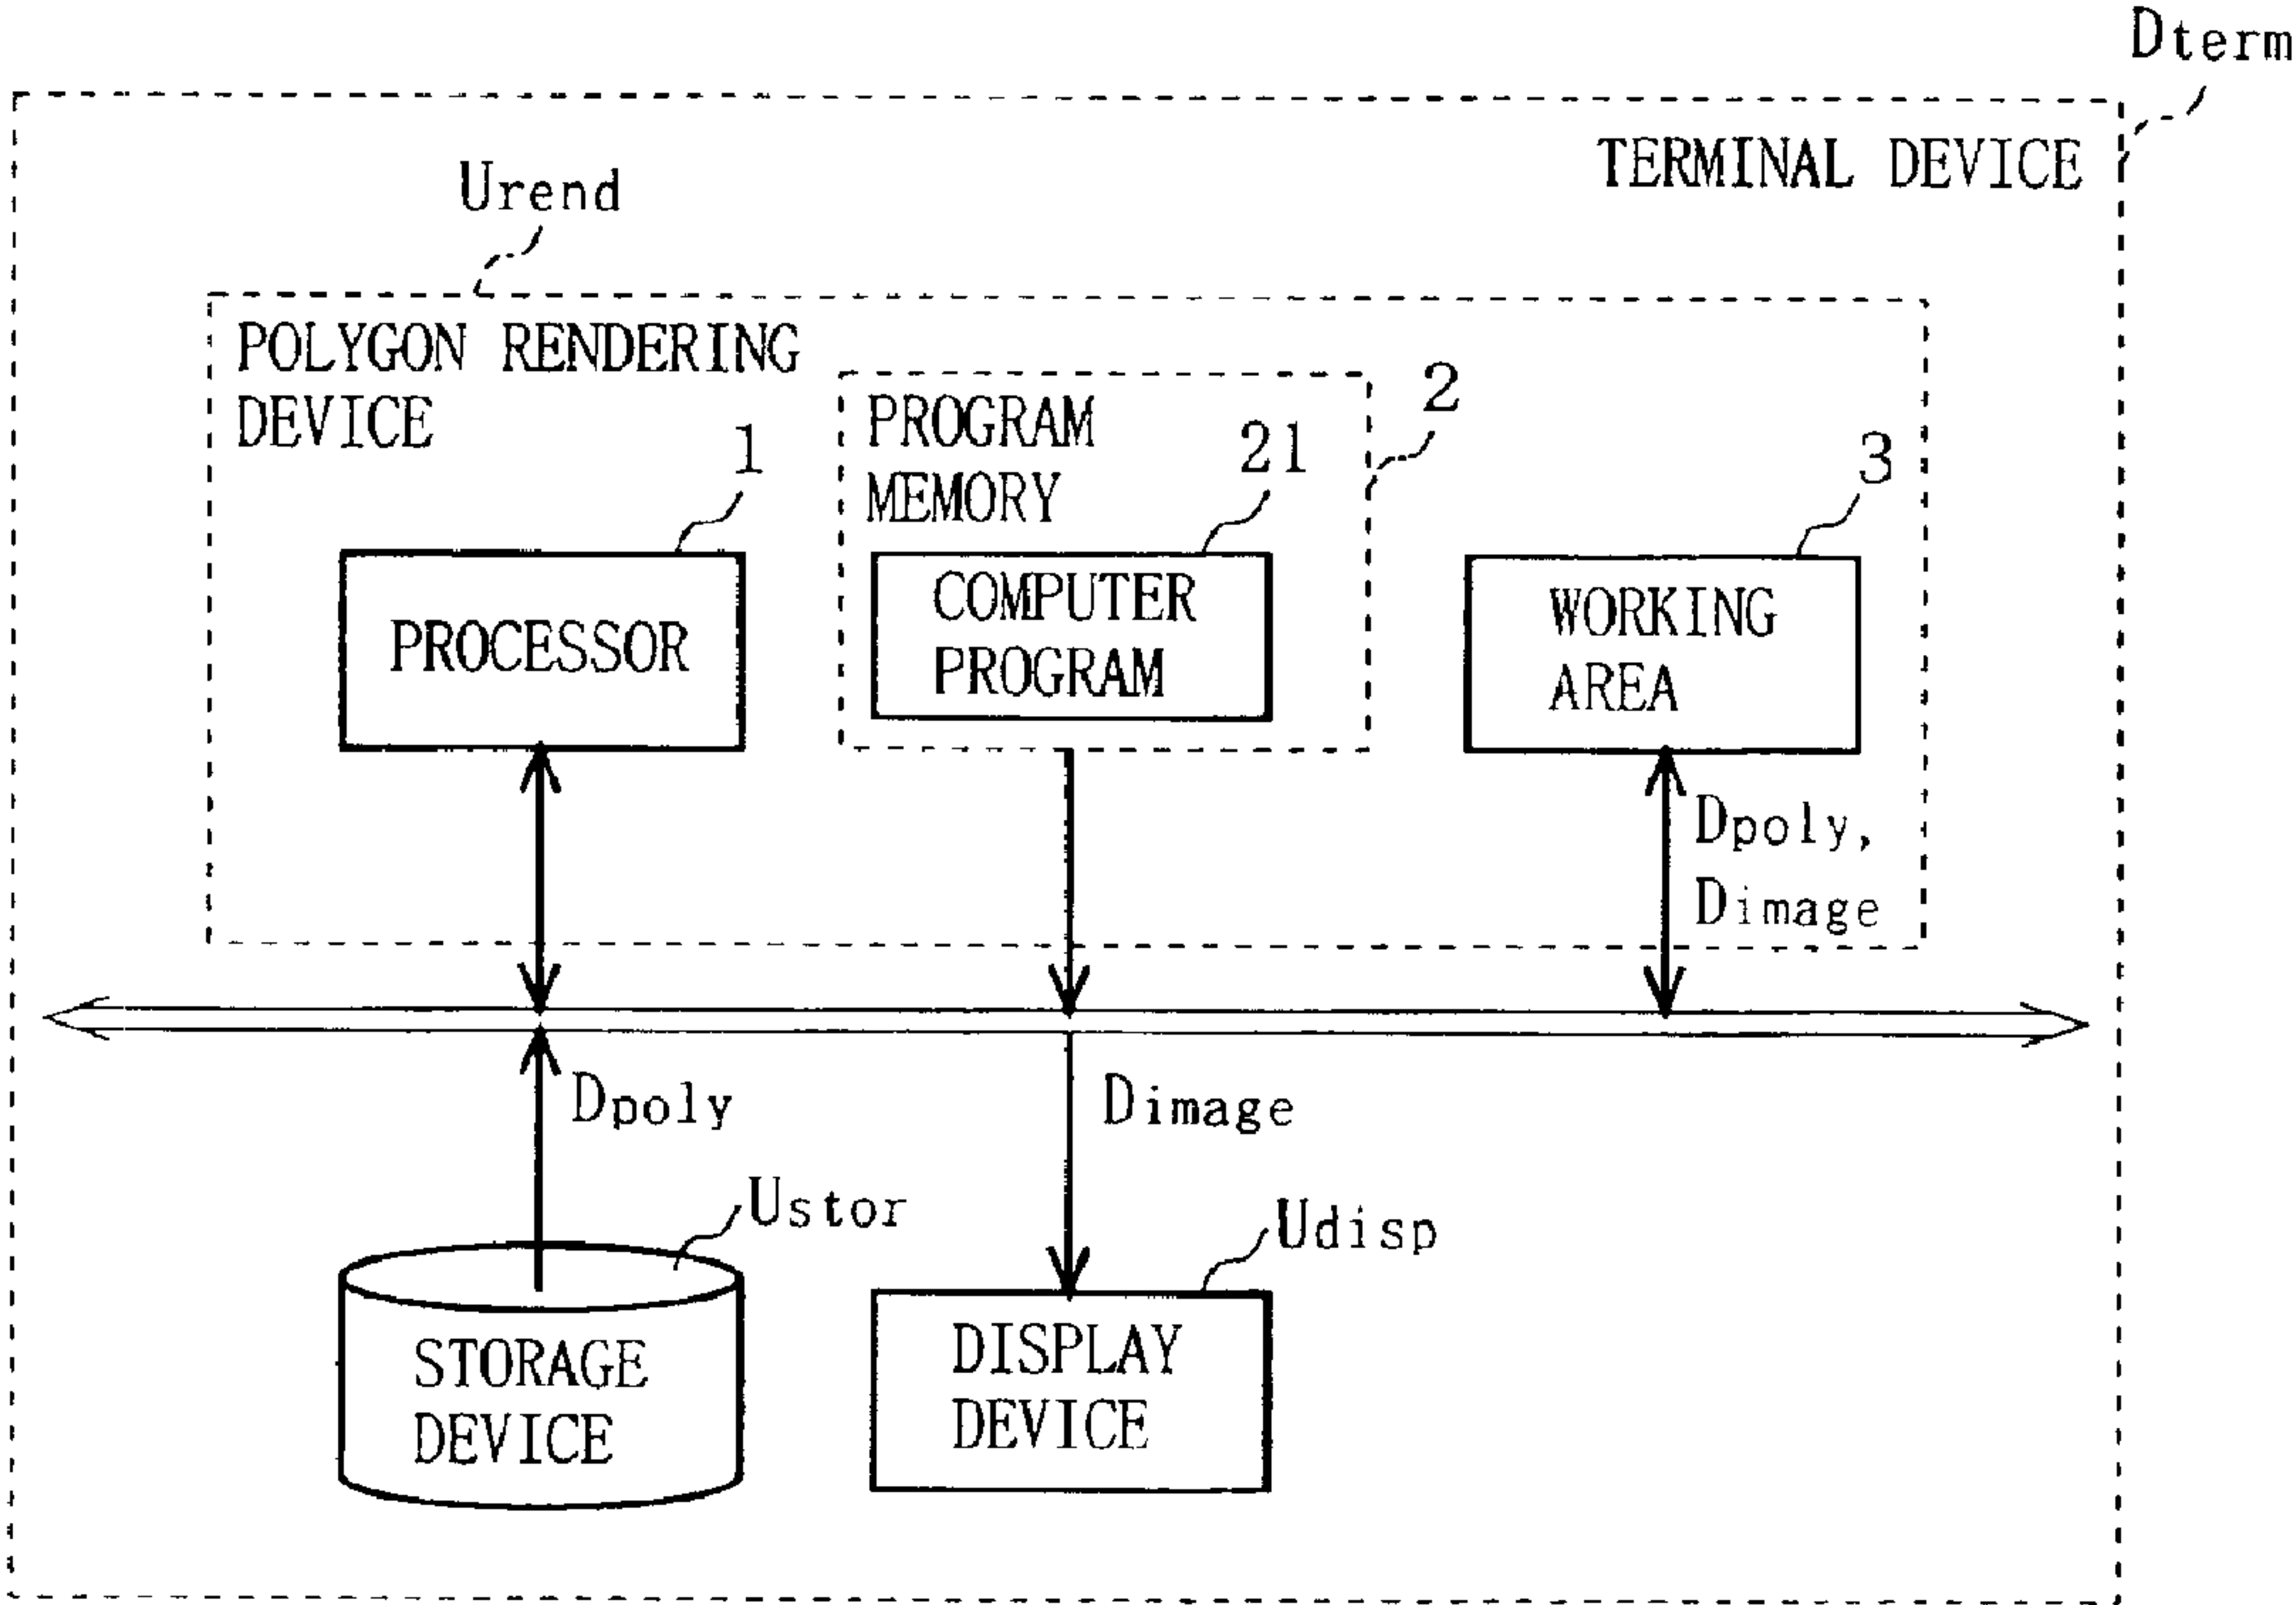 Dterm
TERMINAL DEVICE
Urend
POLYGON RENDERING
DEVICE
1
PROGRAM
MEMORY
2
21
3
PROCESSOR
COMPUTER
PROGRAM
WORKING
AREA
Dpoly,
Dimage
Dpoly
Dimage
Ustor
Udisp
STORAGE
DEVICE
DISPLAY
DEVICE